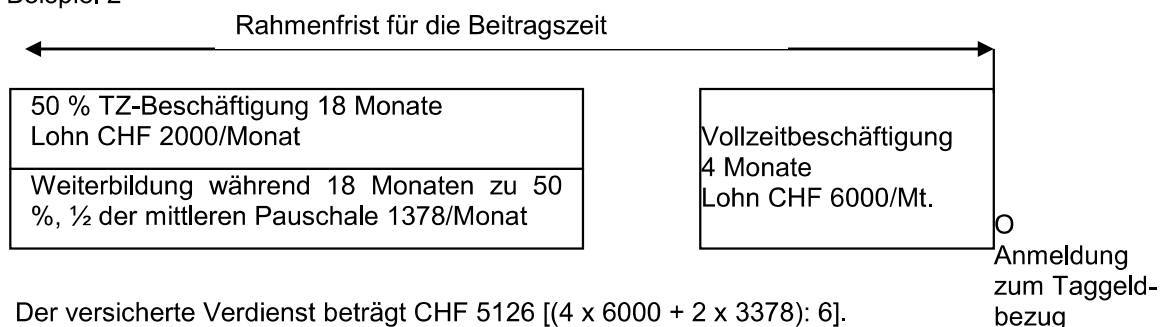 Beispiel 2
Rahmenfrist für die Beitragszeit
50 % TZ-Beschäftigung 18 Monate
Lohn CHF 2000/Monat
Weiterbildung während 18 Monaten zu 50
%, ½ der mittleren Pauschale 1378/Monat
Vollzeitbeschäftigung
4 Monate
Lohn CHF 6000/Mt.
O
Anmeldung
zum Taggeld-
bezug
Der versicherte Verdienst beträgt CHF 5126 [(4 x 6000 + 2 x 3378): 6].